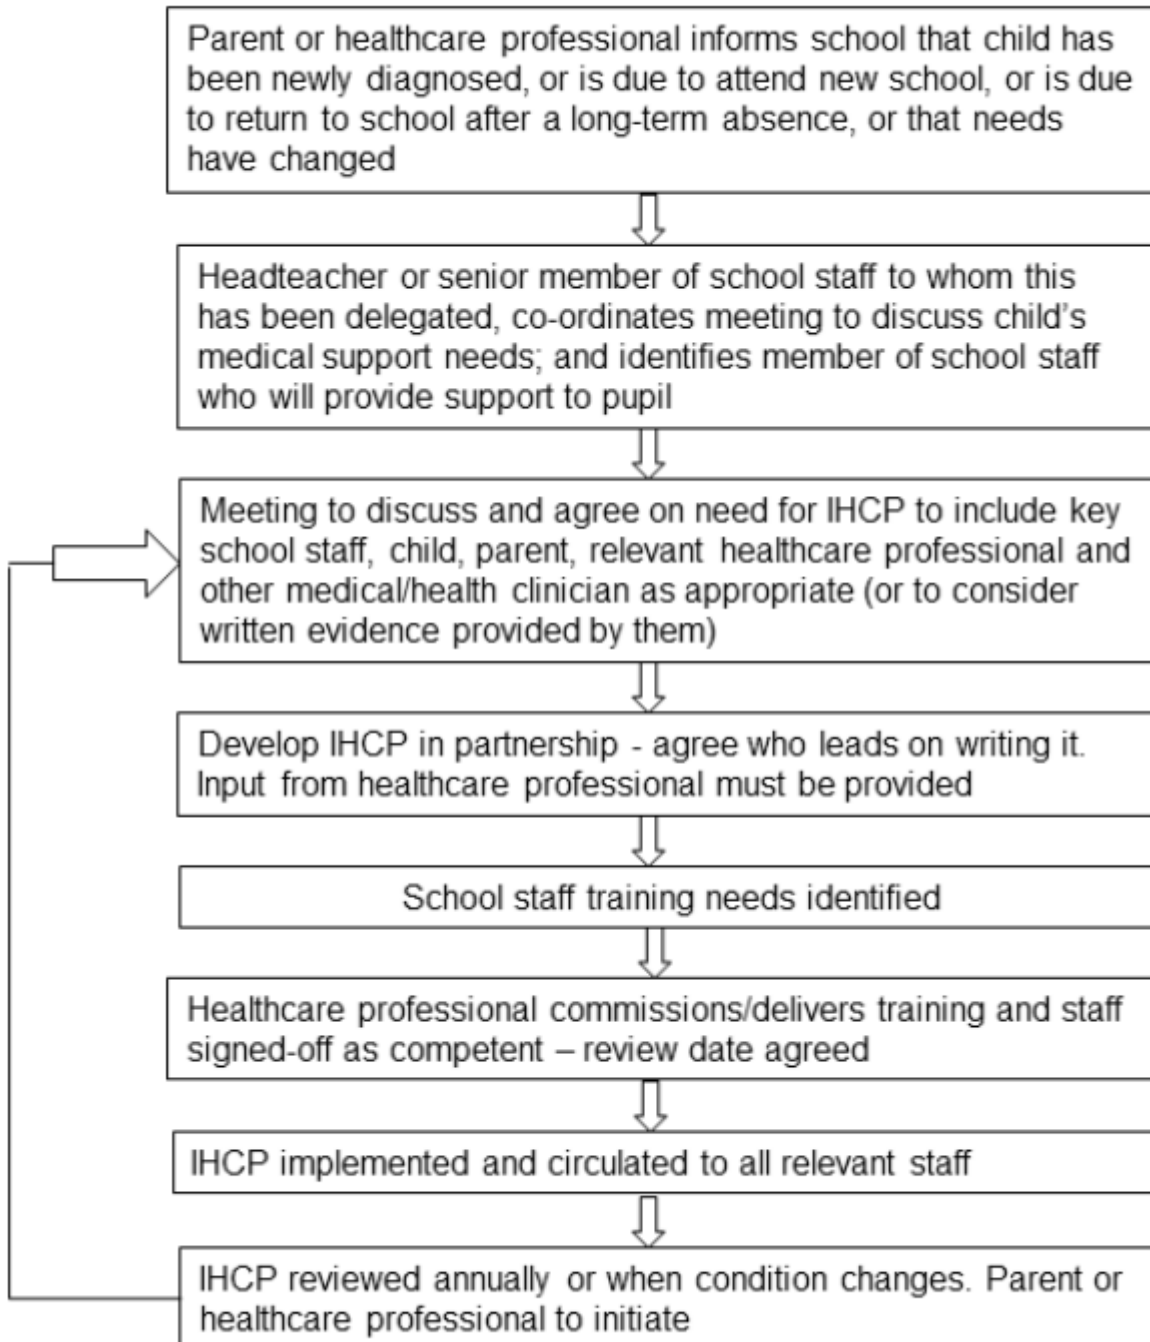 Parent or healthcare professional informs school that child has
been newly diagnosed, or is due to attend new school, or is due
to return to school after a long-term absence, or that needs
have changed
Headteacher or senior member of school staff to whom this
has been delegated, co-ordinates meeting to discuss child’s
medical support needs; and identifies member of school staff
who will provide support to pupil
Meeting to discuss and agree on need for IHCP to include key
school staff, child, parent, relevant healthcare professional and
other medical/health clinician as appropriate (or to consider
written evidence provided by them)
Develop IHCP in partnership - agree who leads on writing it.
Input from healthcare professional must be provided
School staff training needs identified
Healthcare professional commissions/delivers training and staff
signed-off as competent – review date agreed
IHCP implemented and circulated to all relevant staff
IHCP reviewed annually or when condition changes. Parent or
healthcare professional to initiate